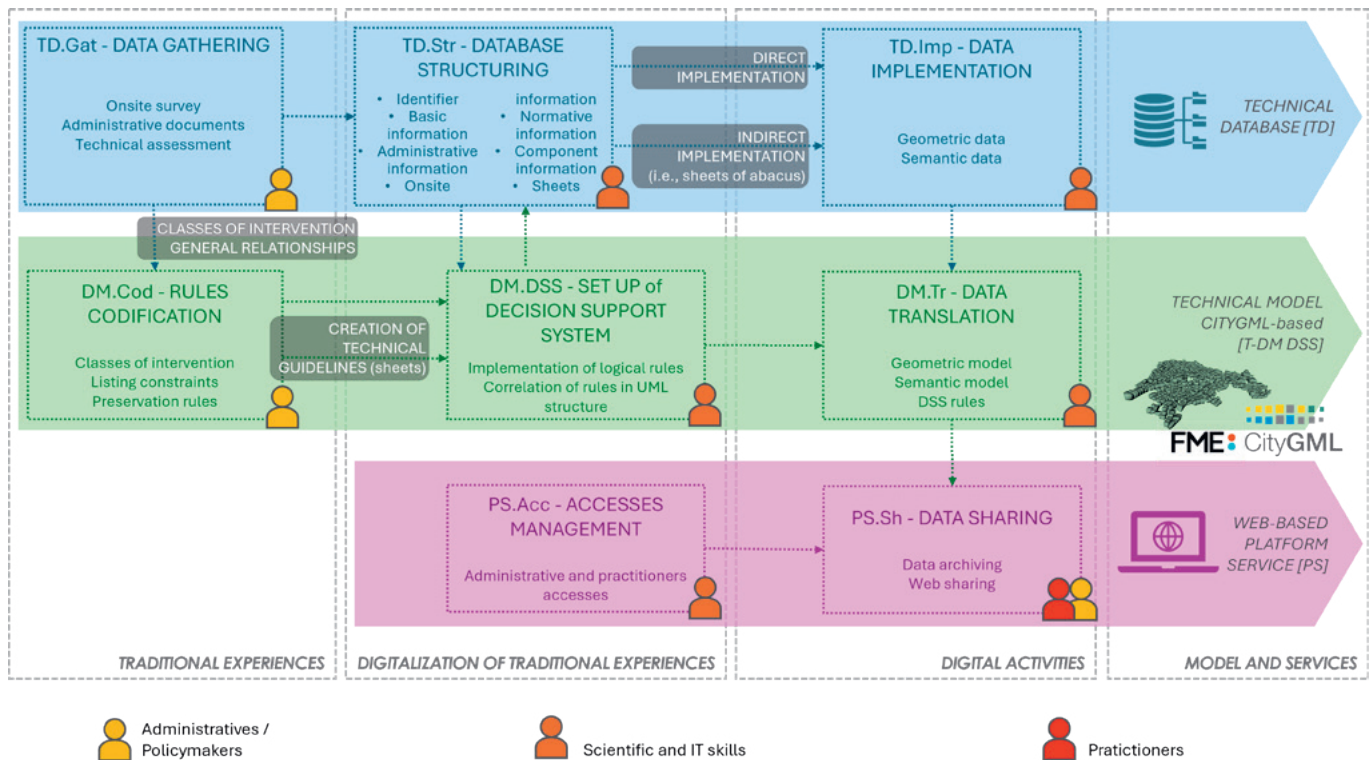 TD.Gat - DATA GATHERING
Onsite survey
Administrative documents
Technical assessment
TD.Str - DATABASE
STRUCTURING
• Identifier
• Basic
information
• Administrative
information
• Onsite
information
• Normative
information
• Component
information
• Sheets
DIRECT
IMPLEMENTATION
INDIRECT
IMPLEMENTATION
(i.e., sheets of abacus)
TD.Imp - DATA
IMPLEMENTATION
Geometric data
Semantic data
TECHNICAL
DATABASE [TD]
CLASSES OF INTERVENTION
GENERAL RELATIONSHIPS
DM.Cod - RULES
CODIFICATION
Classes of intervention
Listing constraints
Preservation rules
CREATION OF
TECHNICAL
GUIDELINES (sheets)
DM.DSS - SET UP of
DECISION SUPPORT
SYSTEM
Implementation of logical rules
Correlation of rules in UML
structure
DM.Tr - DATA
TRANSLATION
Geometric model
Semantic model
DSS rules
TECHNICAL MODEL
CITYGML-based
[T-DM DSS]
FME: CityGML
PS.Acc - ACCESSES
MANAGEMENT
Administrative and practitioners
accesses
PS.Sh - DATA SHARING
Data archiving
Web sharing
WEB-BASED
PLATFORM
SERVICE [PS]
TRADITIONAL EXPERIENCES
DIGITALIZATION OF TRADITIONAL EXPERIENCES
DIGITAL ACTIVITIES
MODEL AND SERVICES
Administratives /
Policymakers
Scientific and IT skills
Pratictioners